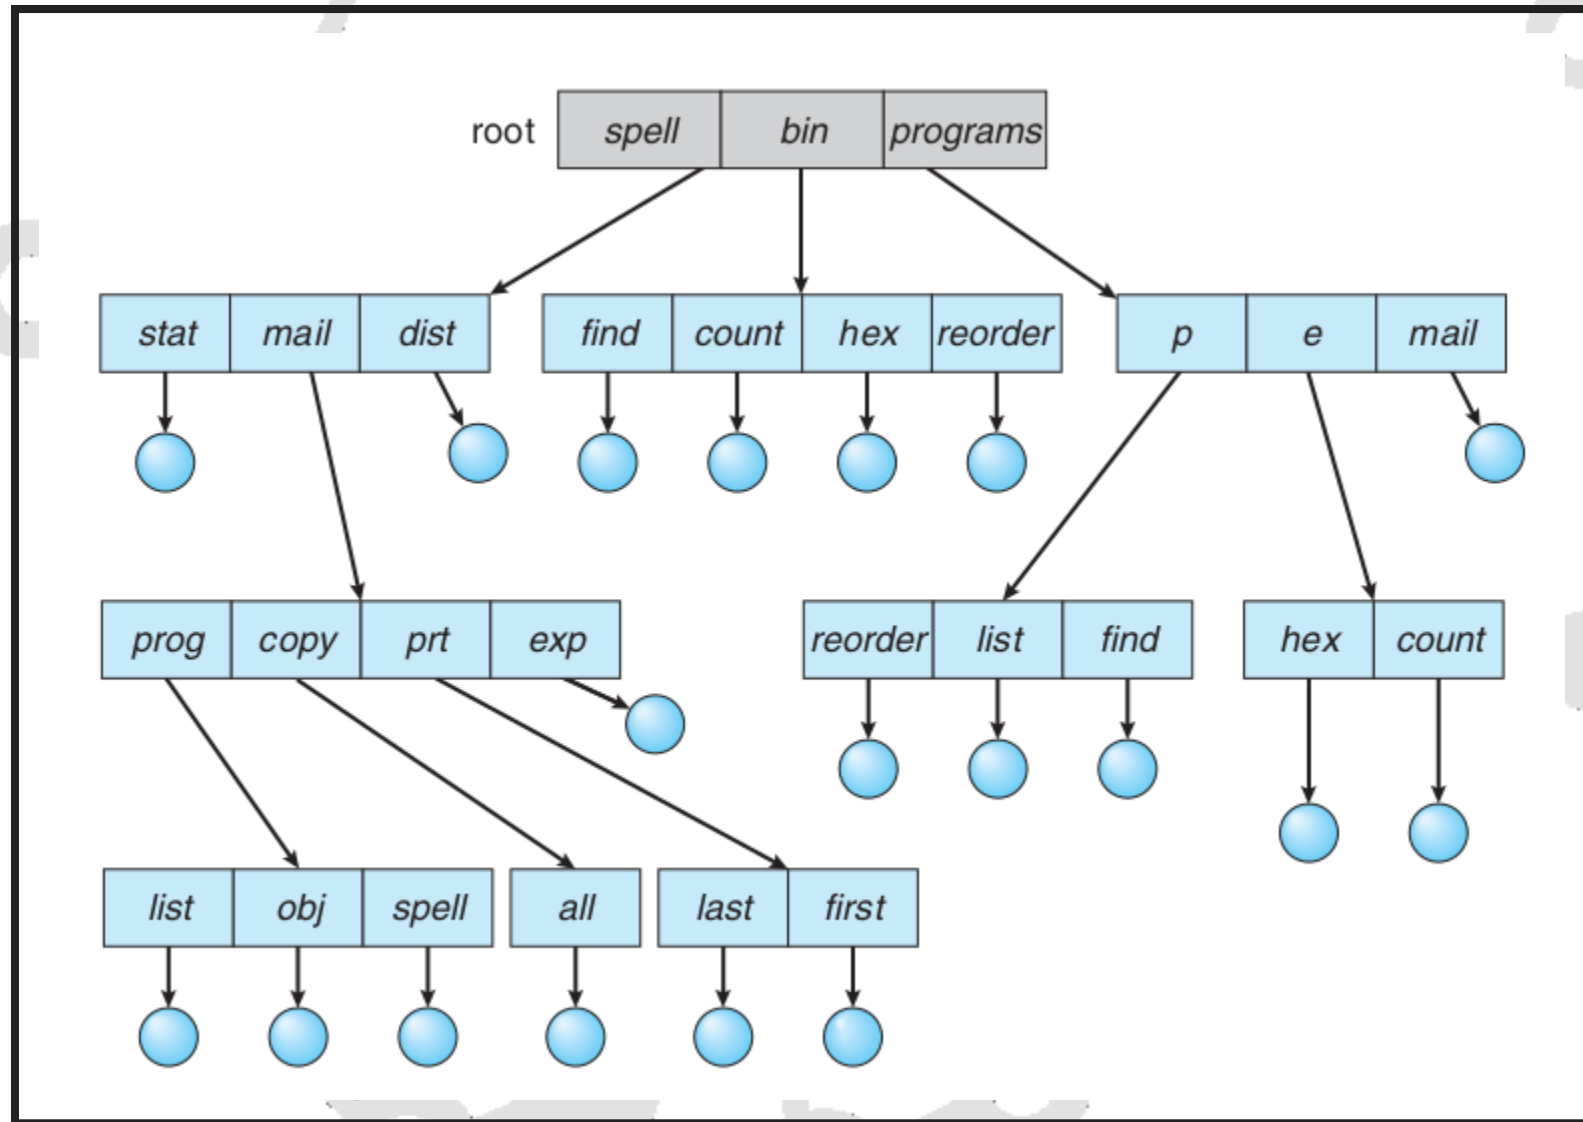 root spell bin programs
stat mail dist find count hex reorder p e mail
prog copy prt exp reorder list find hex count
list obj spell all last first